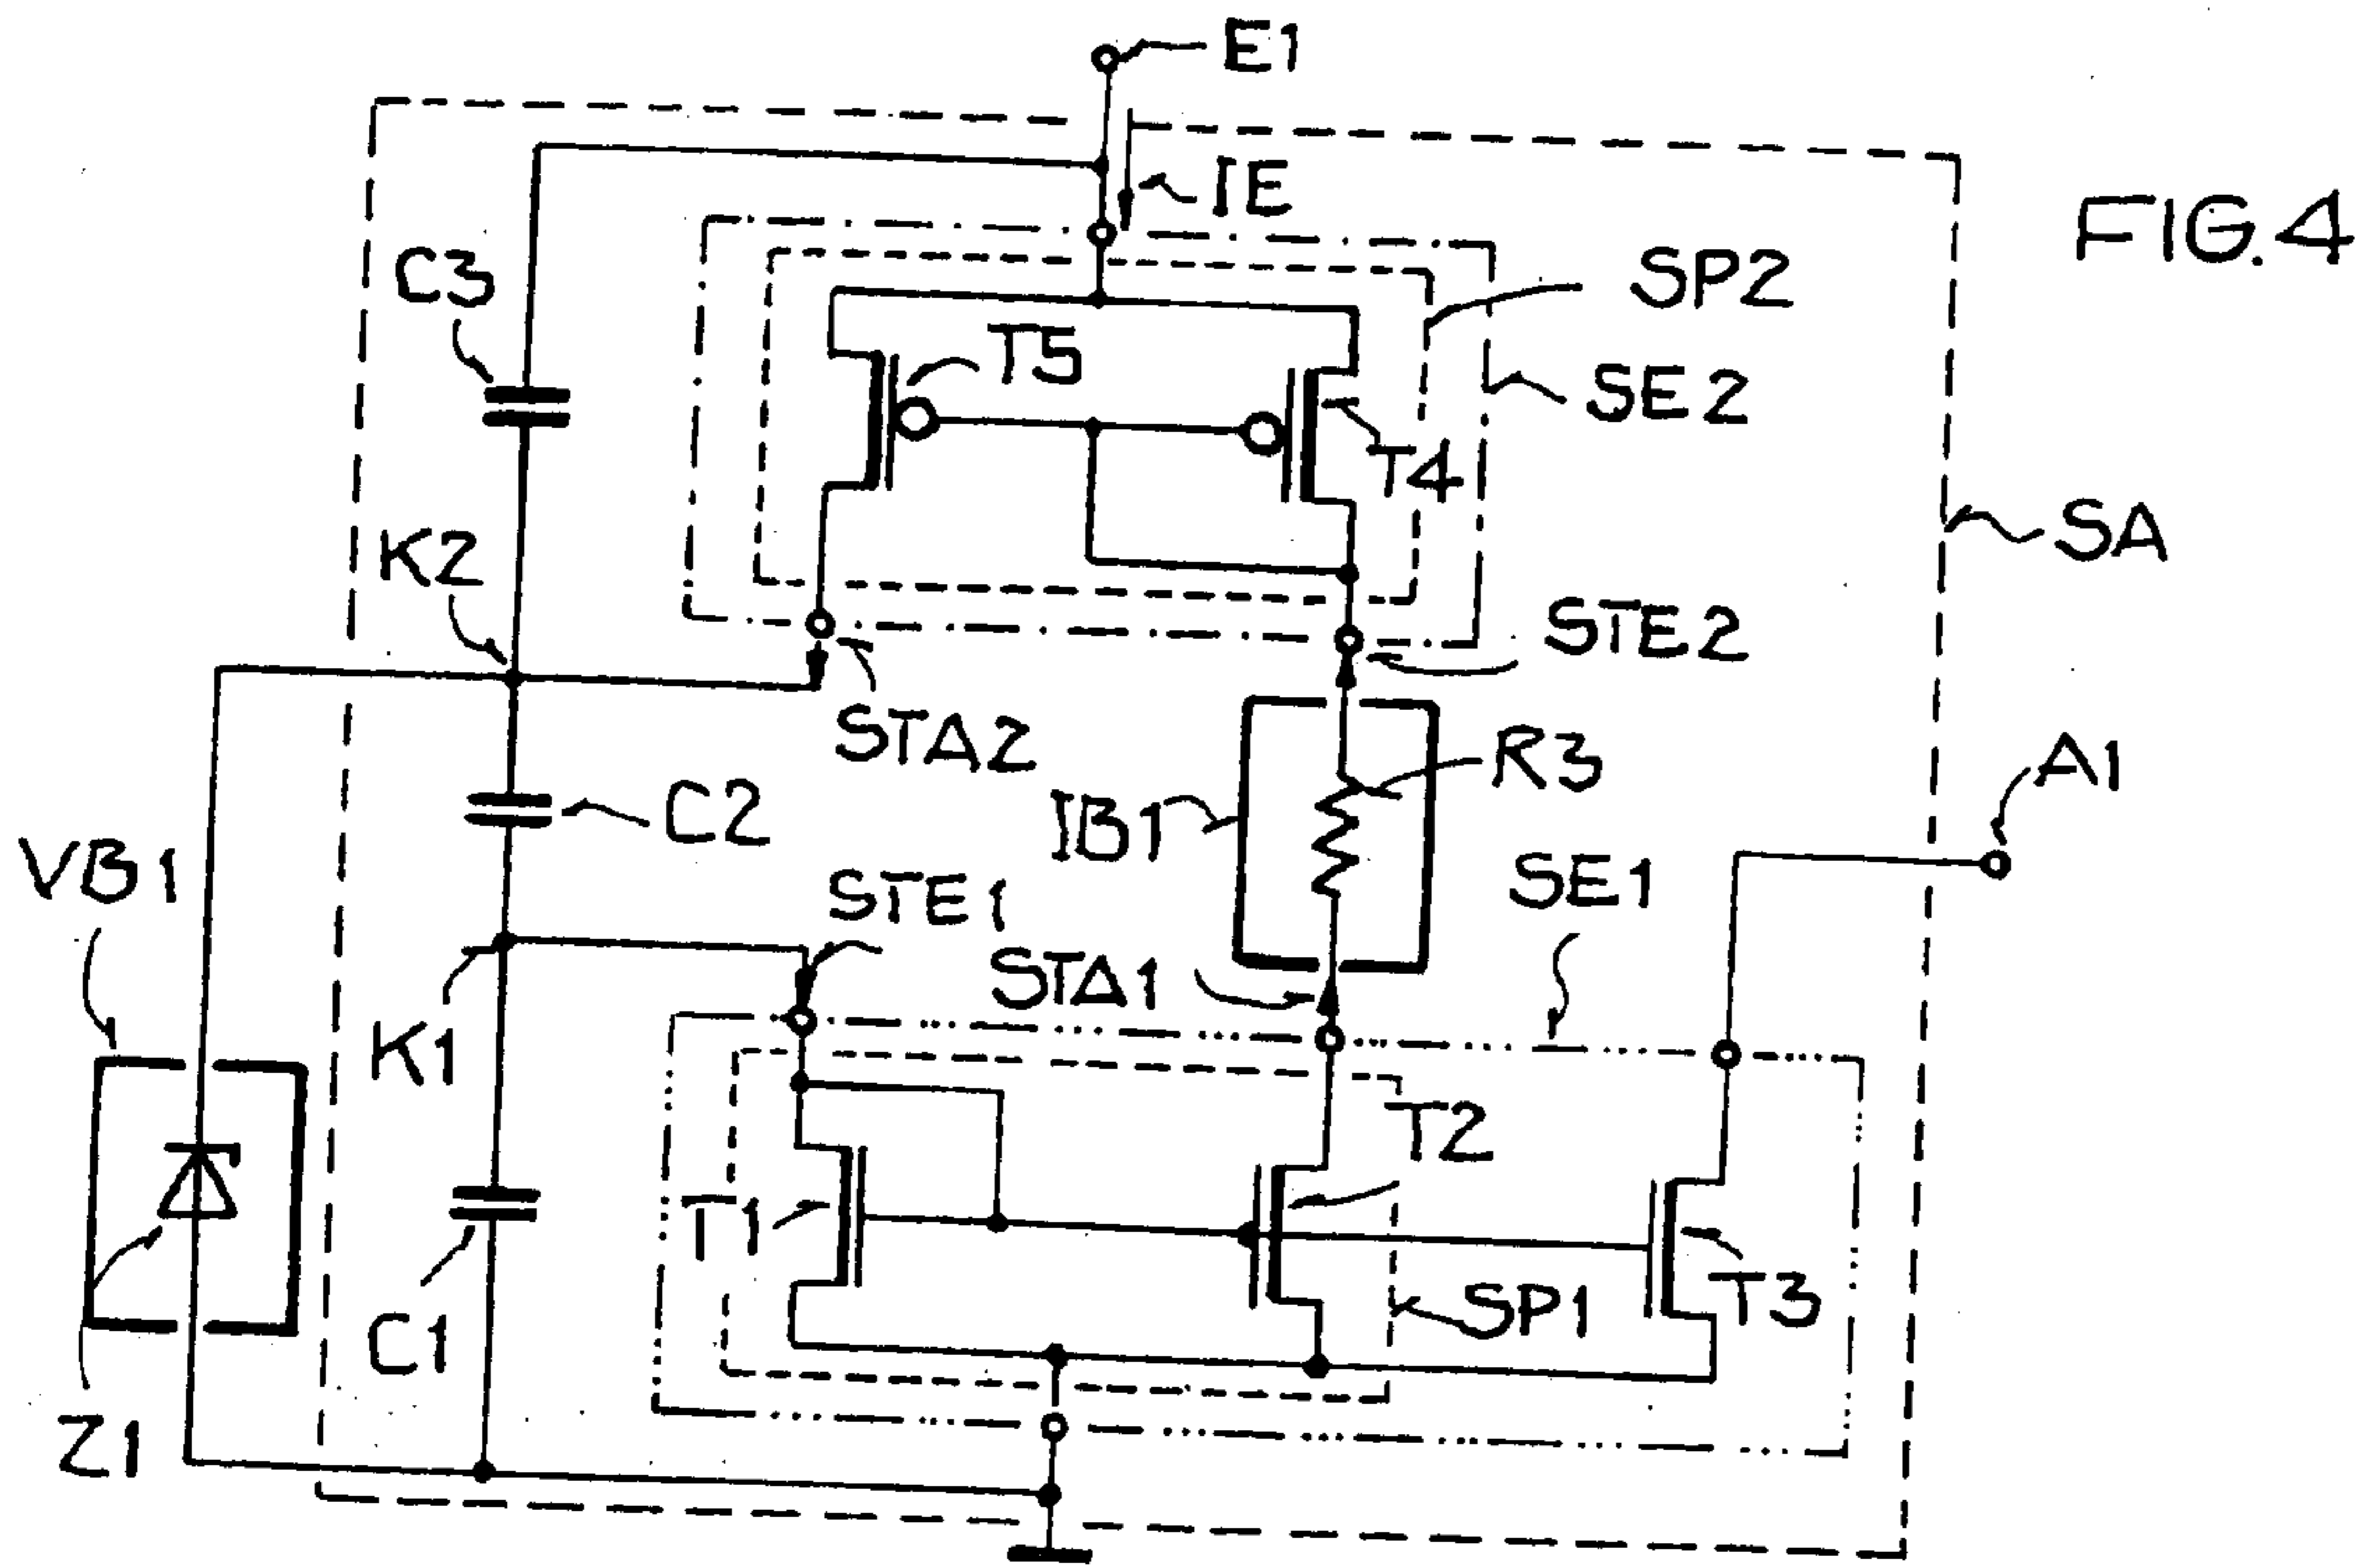 E1
IE
FIG.4
C3
SP2
T5
SE2
T4
K2
SA
STE2
STA2
R3
A1
C2
IB1
VB1
STE1
SE1
STA1
K1
T2
T1
SP1
T3
C1
Z1